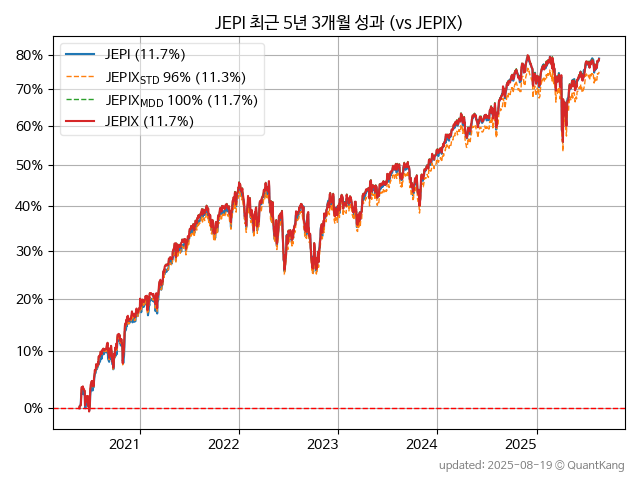 JEPI 최근 5년 3개월 성과 (vs JEPIX)
80%
70%
60%
50%
40%
30%
20%
10%
0%
JEPI (11.7%)
JEPIX_STD 96% (11.3%)
JEPIX_MDD 100% (11.7%)
JEPIX (11.7%)
2021 2022 2023 2024 2025
updated: 2025-08-19 © QuantKang